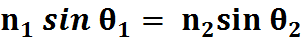 n₁ sin θ₁ = n₂sin θ₂